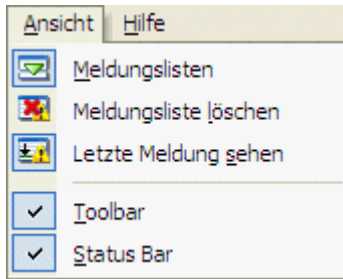 Ansicht Hilfe
Meldungslisten
Meldungsliste löschen
Letzte Meldung sehen
Toolbar
Status Bar